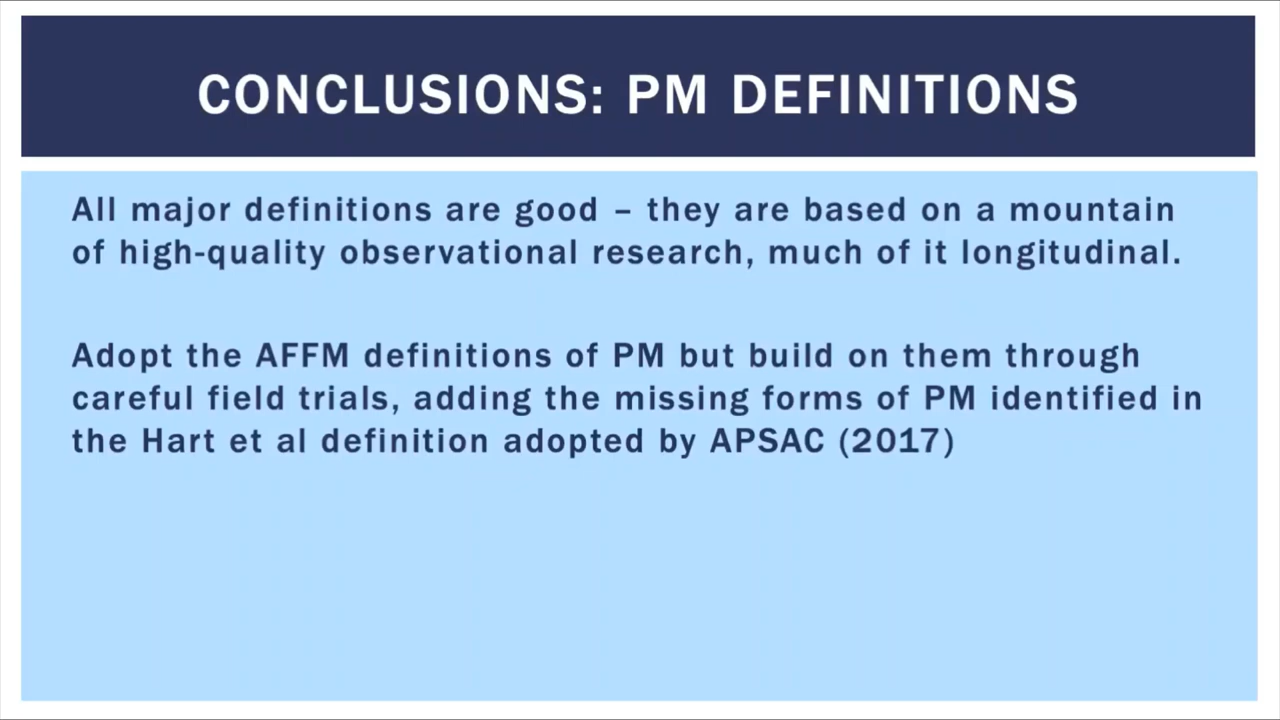 CONCLUSIONS: PM DEFINITIONS
All major definitions are good – they are based on a mountain
of high-quality observational research, much of it longitudinal.
Adopt the AFFM definitions of PM but build on them through
careful field trials, adding the missing forms of PM identified in
the Hart et al definition adopted by APSAC (2017)